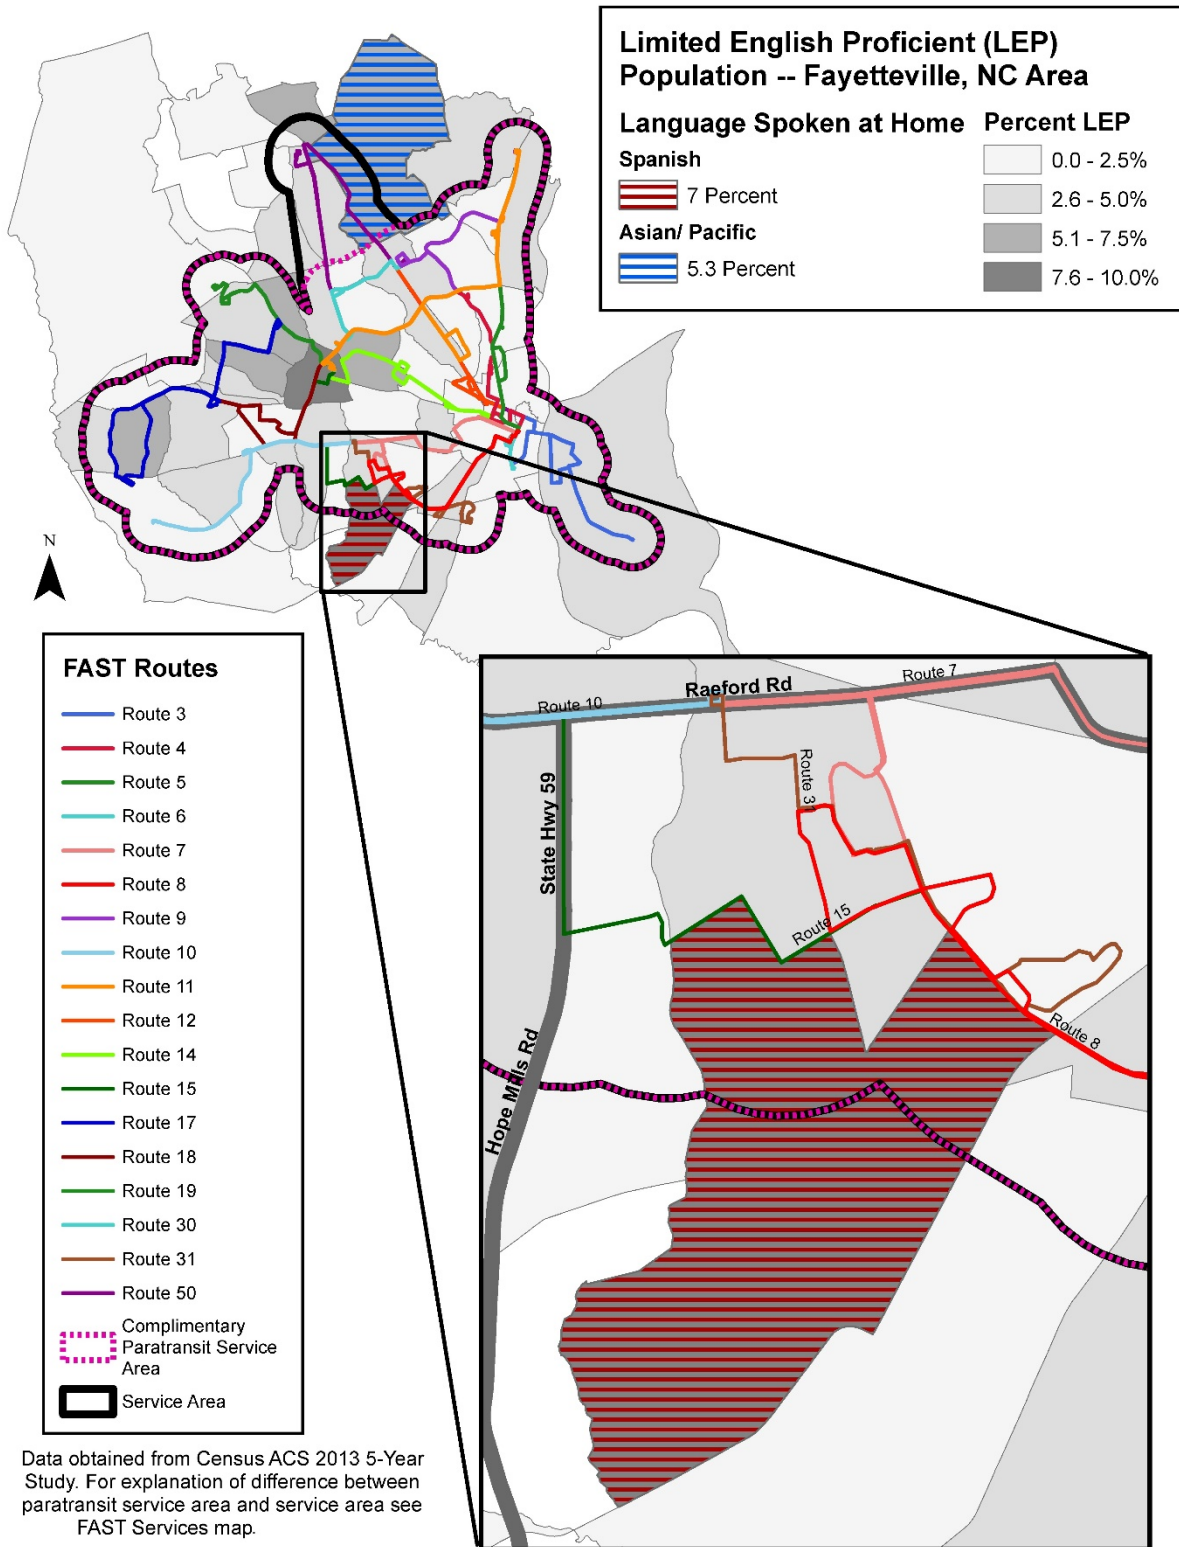 Limited English Proficient (LEP)
Population -- Fayetteville, NC Area
Language Spoken at Home
Spanish
7 Percent
Asian/ Pacific
5.3 Percent
Percent LEP
0.0 - 2.5%
2.6 - 5.0%
5.1 - 7.5%
7.6 - 10.0%
N
FAST Routes
Route 3
Route 4
Route 5
Route 6
Route 7
Route 8
Route 9
Route 10
Route 11
Route 12
Route 14
Route 15
Route 17
Route 18
Route 19
Route 30
Route 31
Route 50
Complimentary
Paratransit Service
Area
Service Area
Data obtained from Census ACS 2013 5-Year
Study. For explanation of difference between
paratransit service area and service area see
FAST Services map.
Route 7
Raeford Rd
Route 10
Route 31
State Hwy 59
Route 15
Route 8
Hope Mills Rd